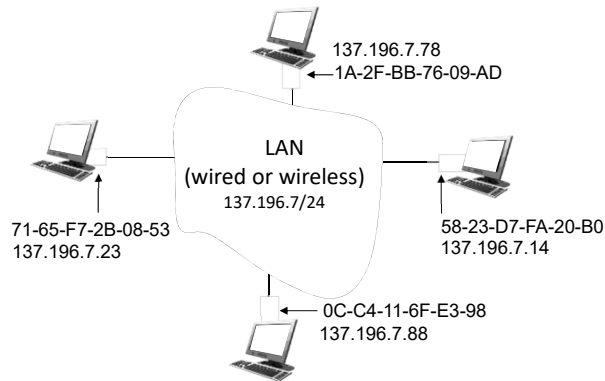 137.196.7.78
1A-2F-BB-76-09-AD
LAN
(wired or wireless)
137.196.7/24
71-65-F7-2B-08-53
137.196.7.23
58-23-D7-FA-20-B0
137.196.7.14
0C-C4-11-6F-E3-98
137.196.7.88